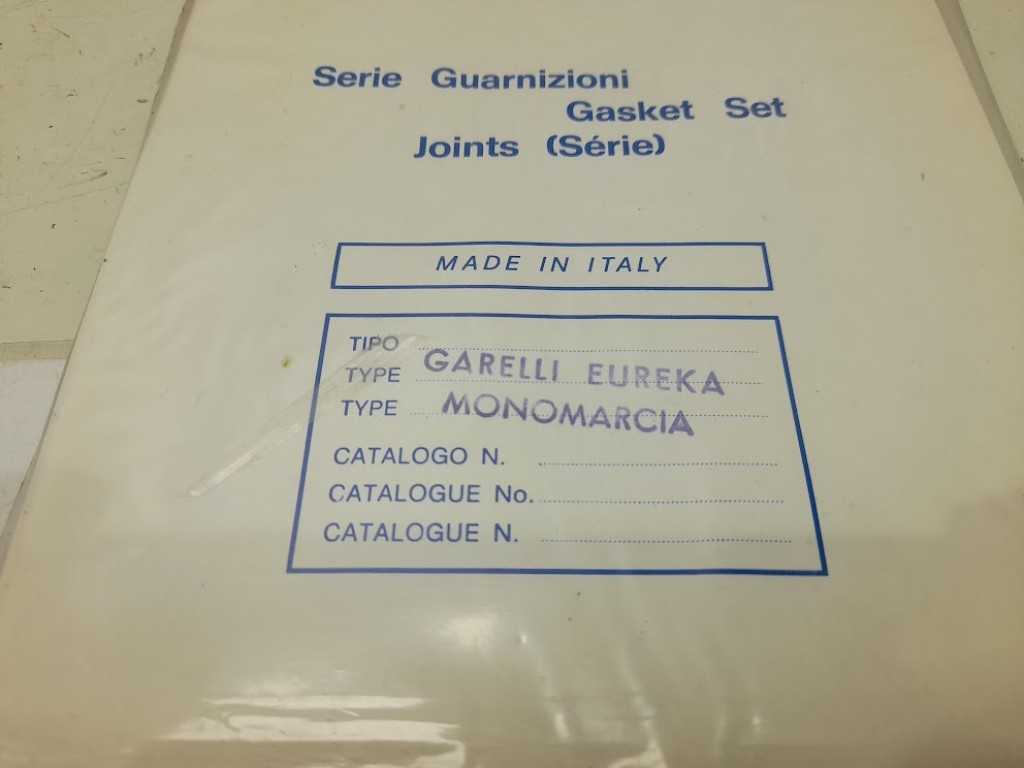 Serie Guarnizioni
Gasket Set
Joints (Série)
MADE IN ITALY
TIPO
TYPE GARELLI EUREKA
TYPE MONOMARCIA
CATALOGO N.
CATALOGUE No.
CATALOGUE N.